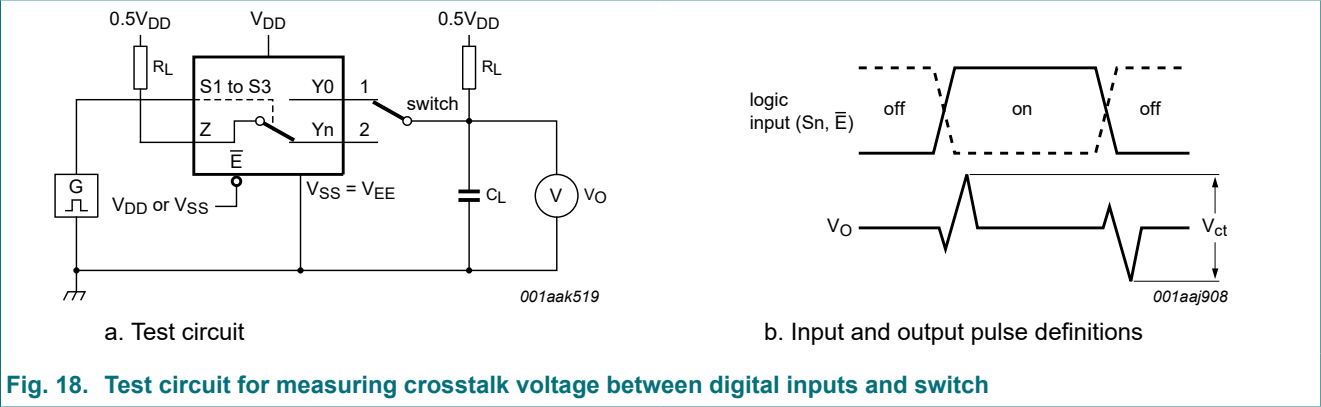 0.5VDD
VDD
0.5VDD
RL
RL
S1 to S3
Y0
1
switch
Z
Yn
2
E̅
G
VDD or VSS
VSS = VEE
CL
V
VO
001aak519
a. Test circuit
logic
input (Sn, E̅)
off
on
off
VO
Vct
001aaj908
b. Input and output pulse definitions
Fig. 18. Test circuit for measuring crosstalk voltage between digital inputs and switch